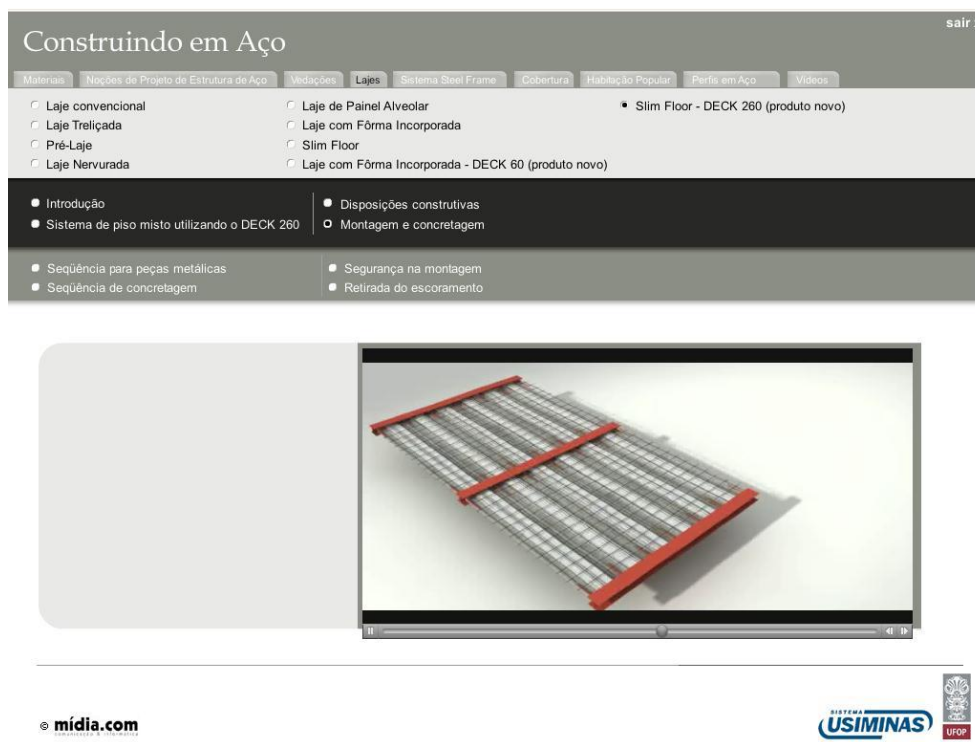 sair
Construindo em Aço
Materiais Noções de Projeto de Estrutura de Aço Vedações Lajes Sistema Steel Frame Cobertura Habitação Popular Perfis em Aço Vídeos
Laje convencional
Laje Treliçada
Pré-Laje
Laje Nervurada
Laje de Painel Alveolar
Laje com Fôrma Incorporada
Slim Floor
Laje com Fôrma Incorporada - DECK 60 (produto novo)
Slim Floor - DECK 260 (produto novo)
Introdução
Sistema de piso misto utilizando o DECK 260
Disposições construtivas
Montagem e concretagem
Seqüência para peças metálicas
Seqüência de concretagem
Segurança na montagem
Retirada do escoramento
© mídia.com
comunicação & informática
SISTEMA
USIMINAS
UFOP